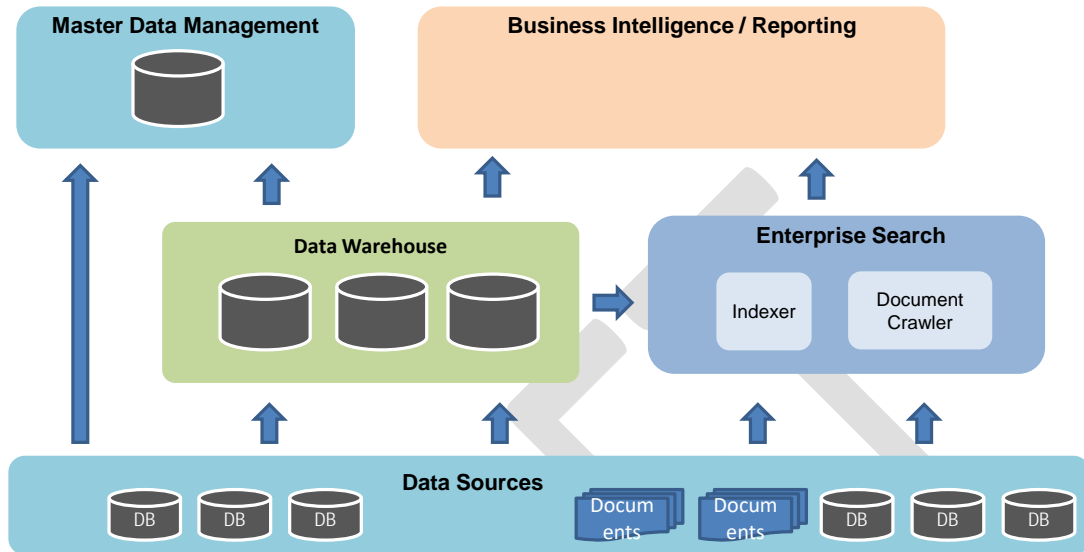 Master Data Management
Business Intelligence / Reporting
Data Warehouse
Enterprise Search
Indexer
Document
Crawler
Data Sources
DB
DB
DB
Docum
ents
Docum
ents
DB
DB
DB